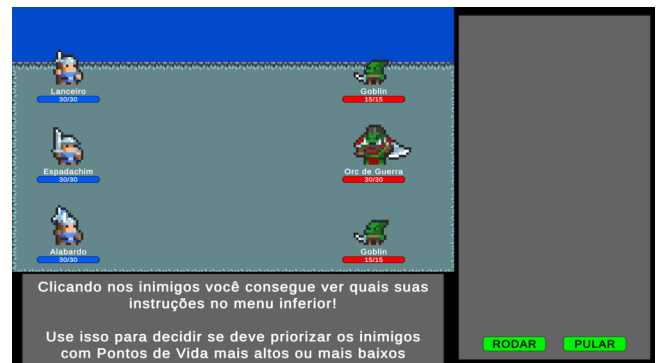 Lanceiro
30/30
Goblin
15/15
Espadachim
30/30
Orc de Guerra
30/30
Alabardo
30/30
Goblin
15/15
Clicando nos inimigos você consegue ver quais suas
instruções no menu inferior!
Use isso para decidir se deve priorizar os inimigos
com Pontos de Vida mais altos ou mais baixos
RODAR
PULAR